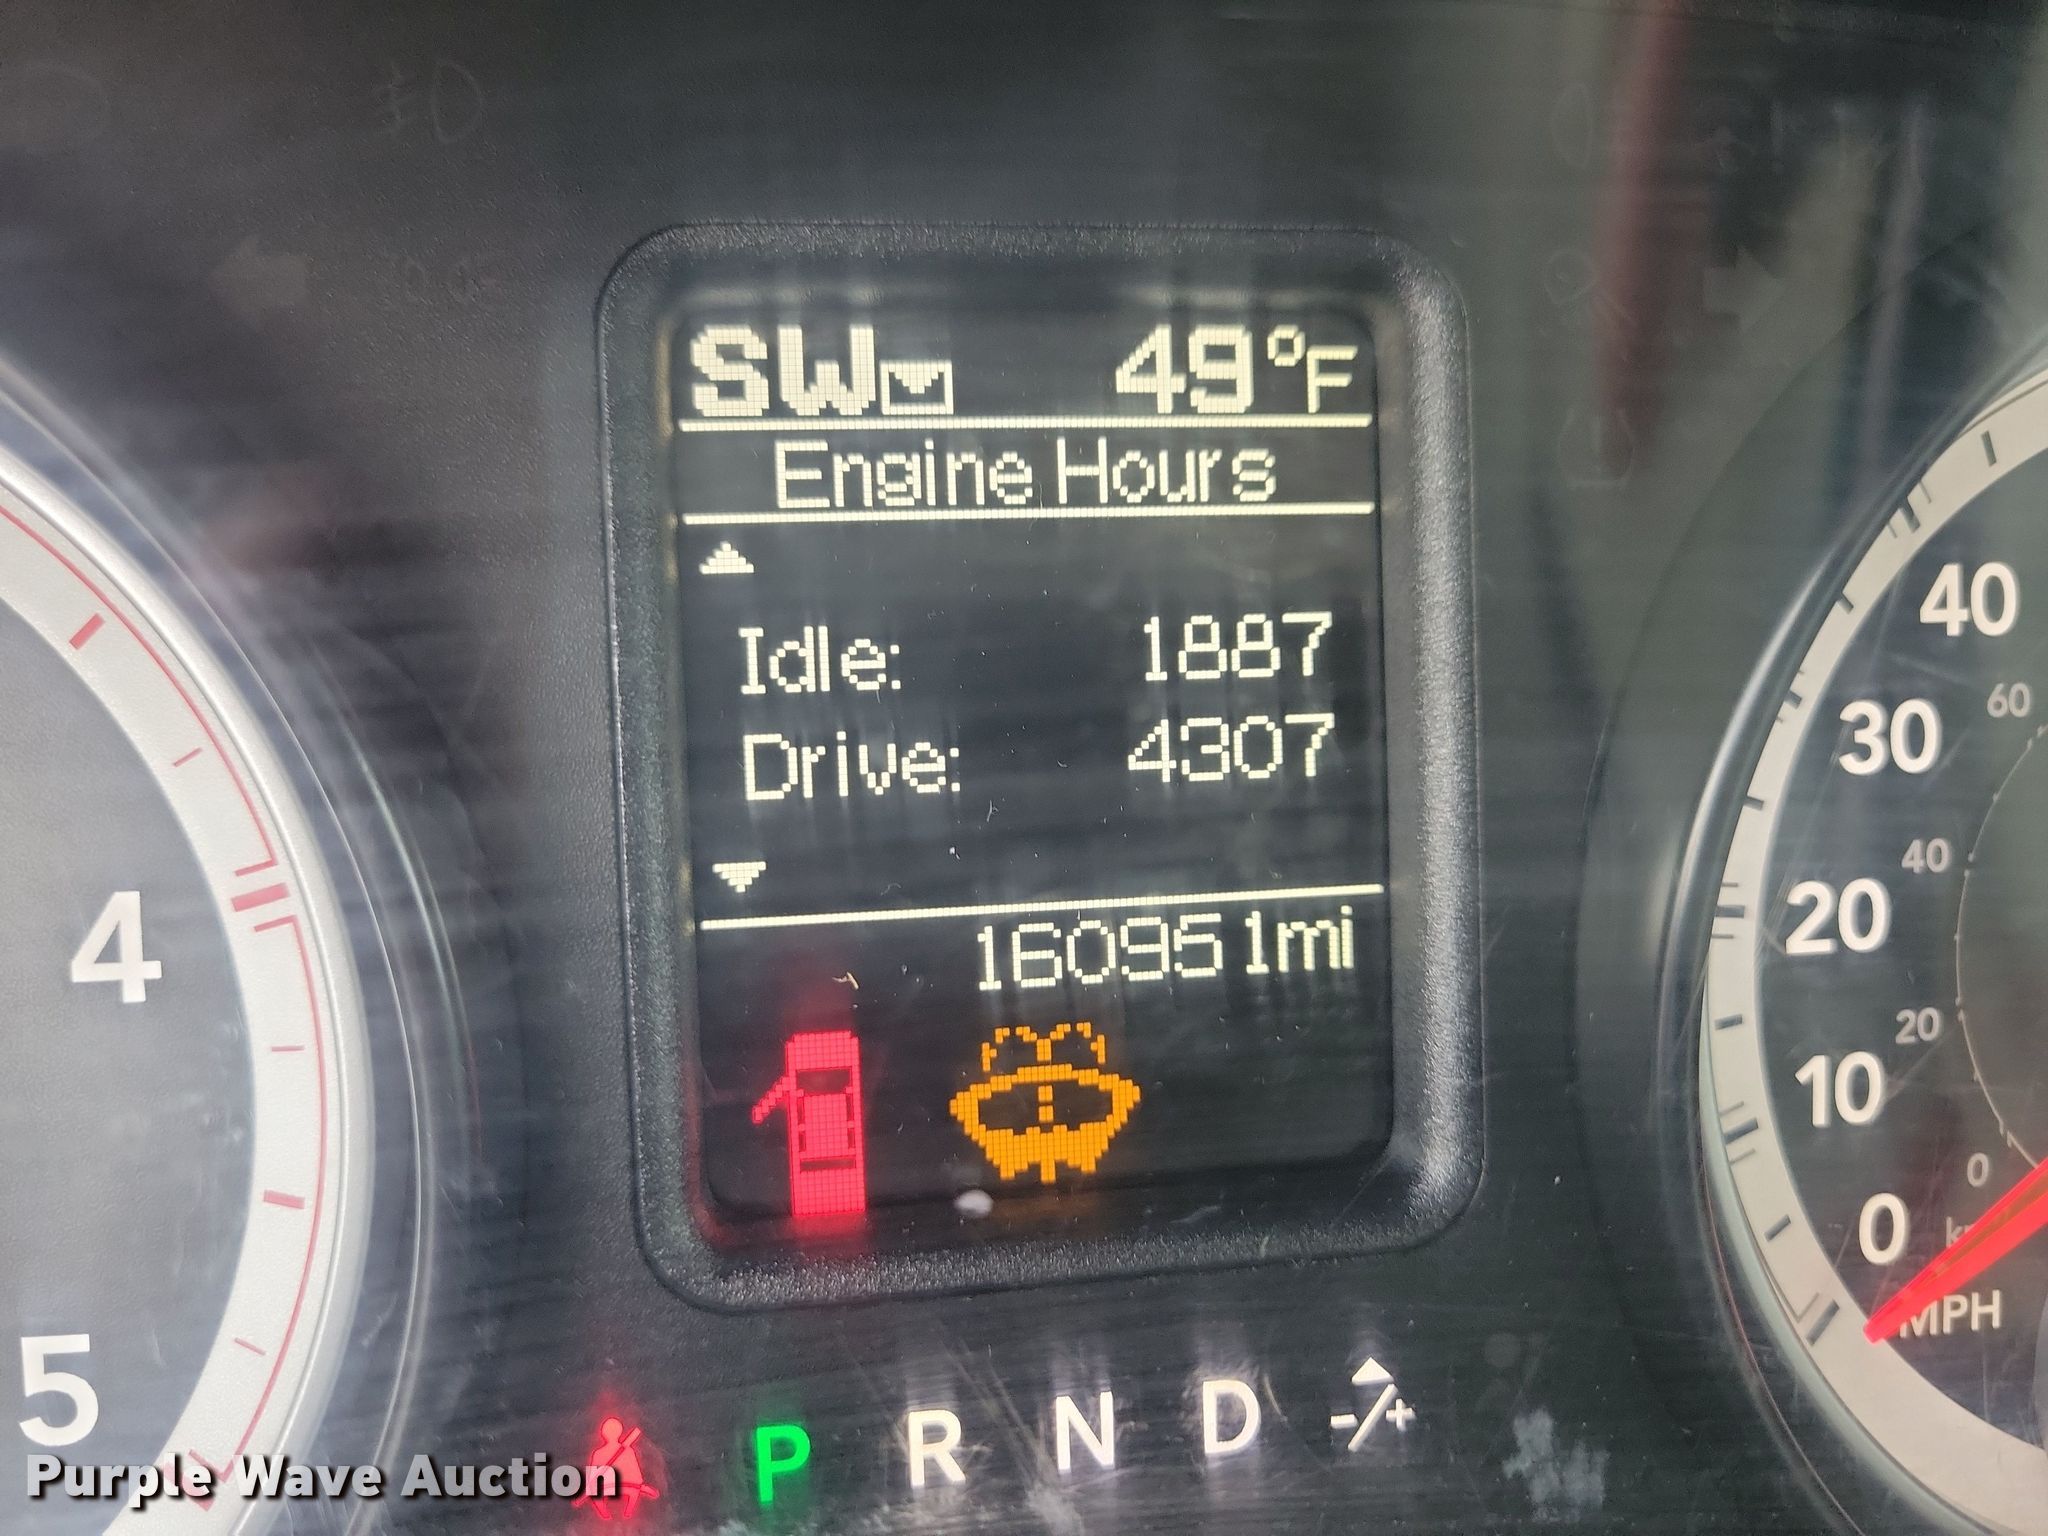 SW 49°F
Engine Hours
Idle: 1887
Drive: 4307
160951mi
4
5
40
30
20
10
0
60
40
20
0
MPH
P R N D -/+
Purple Wave Auction